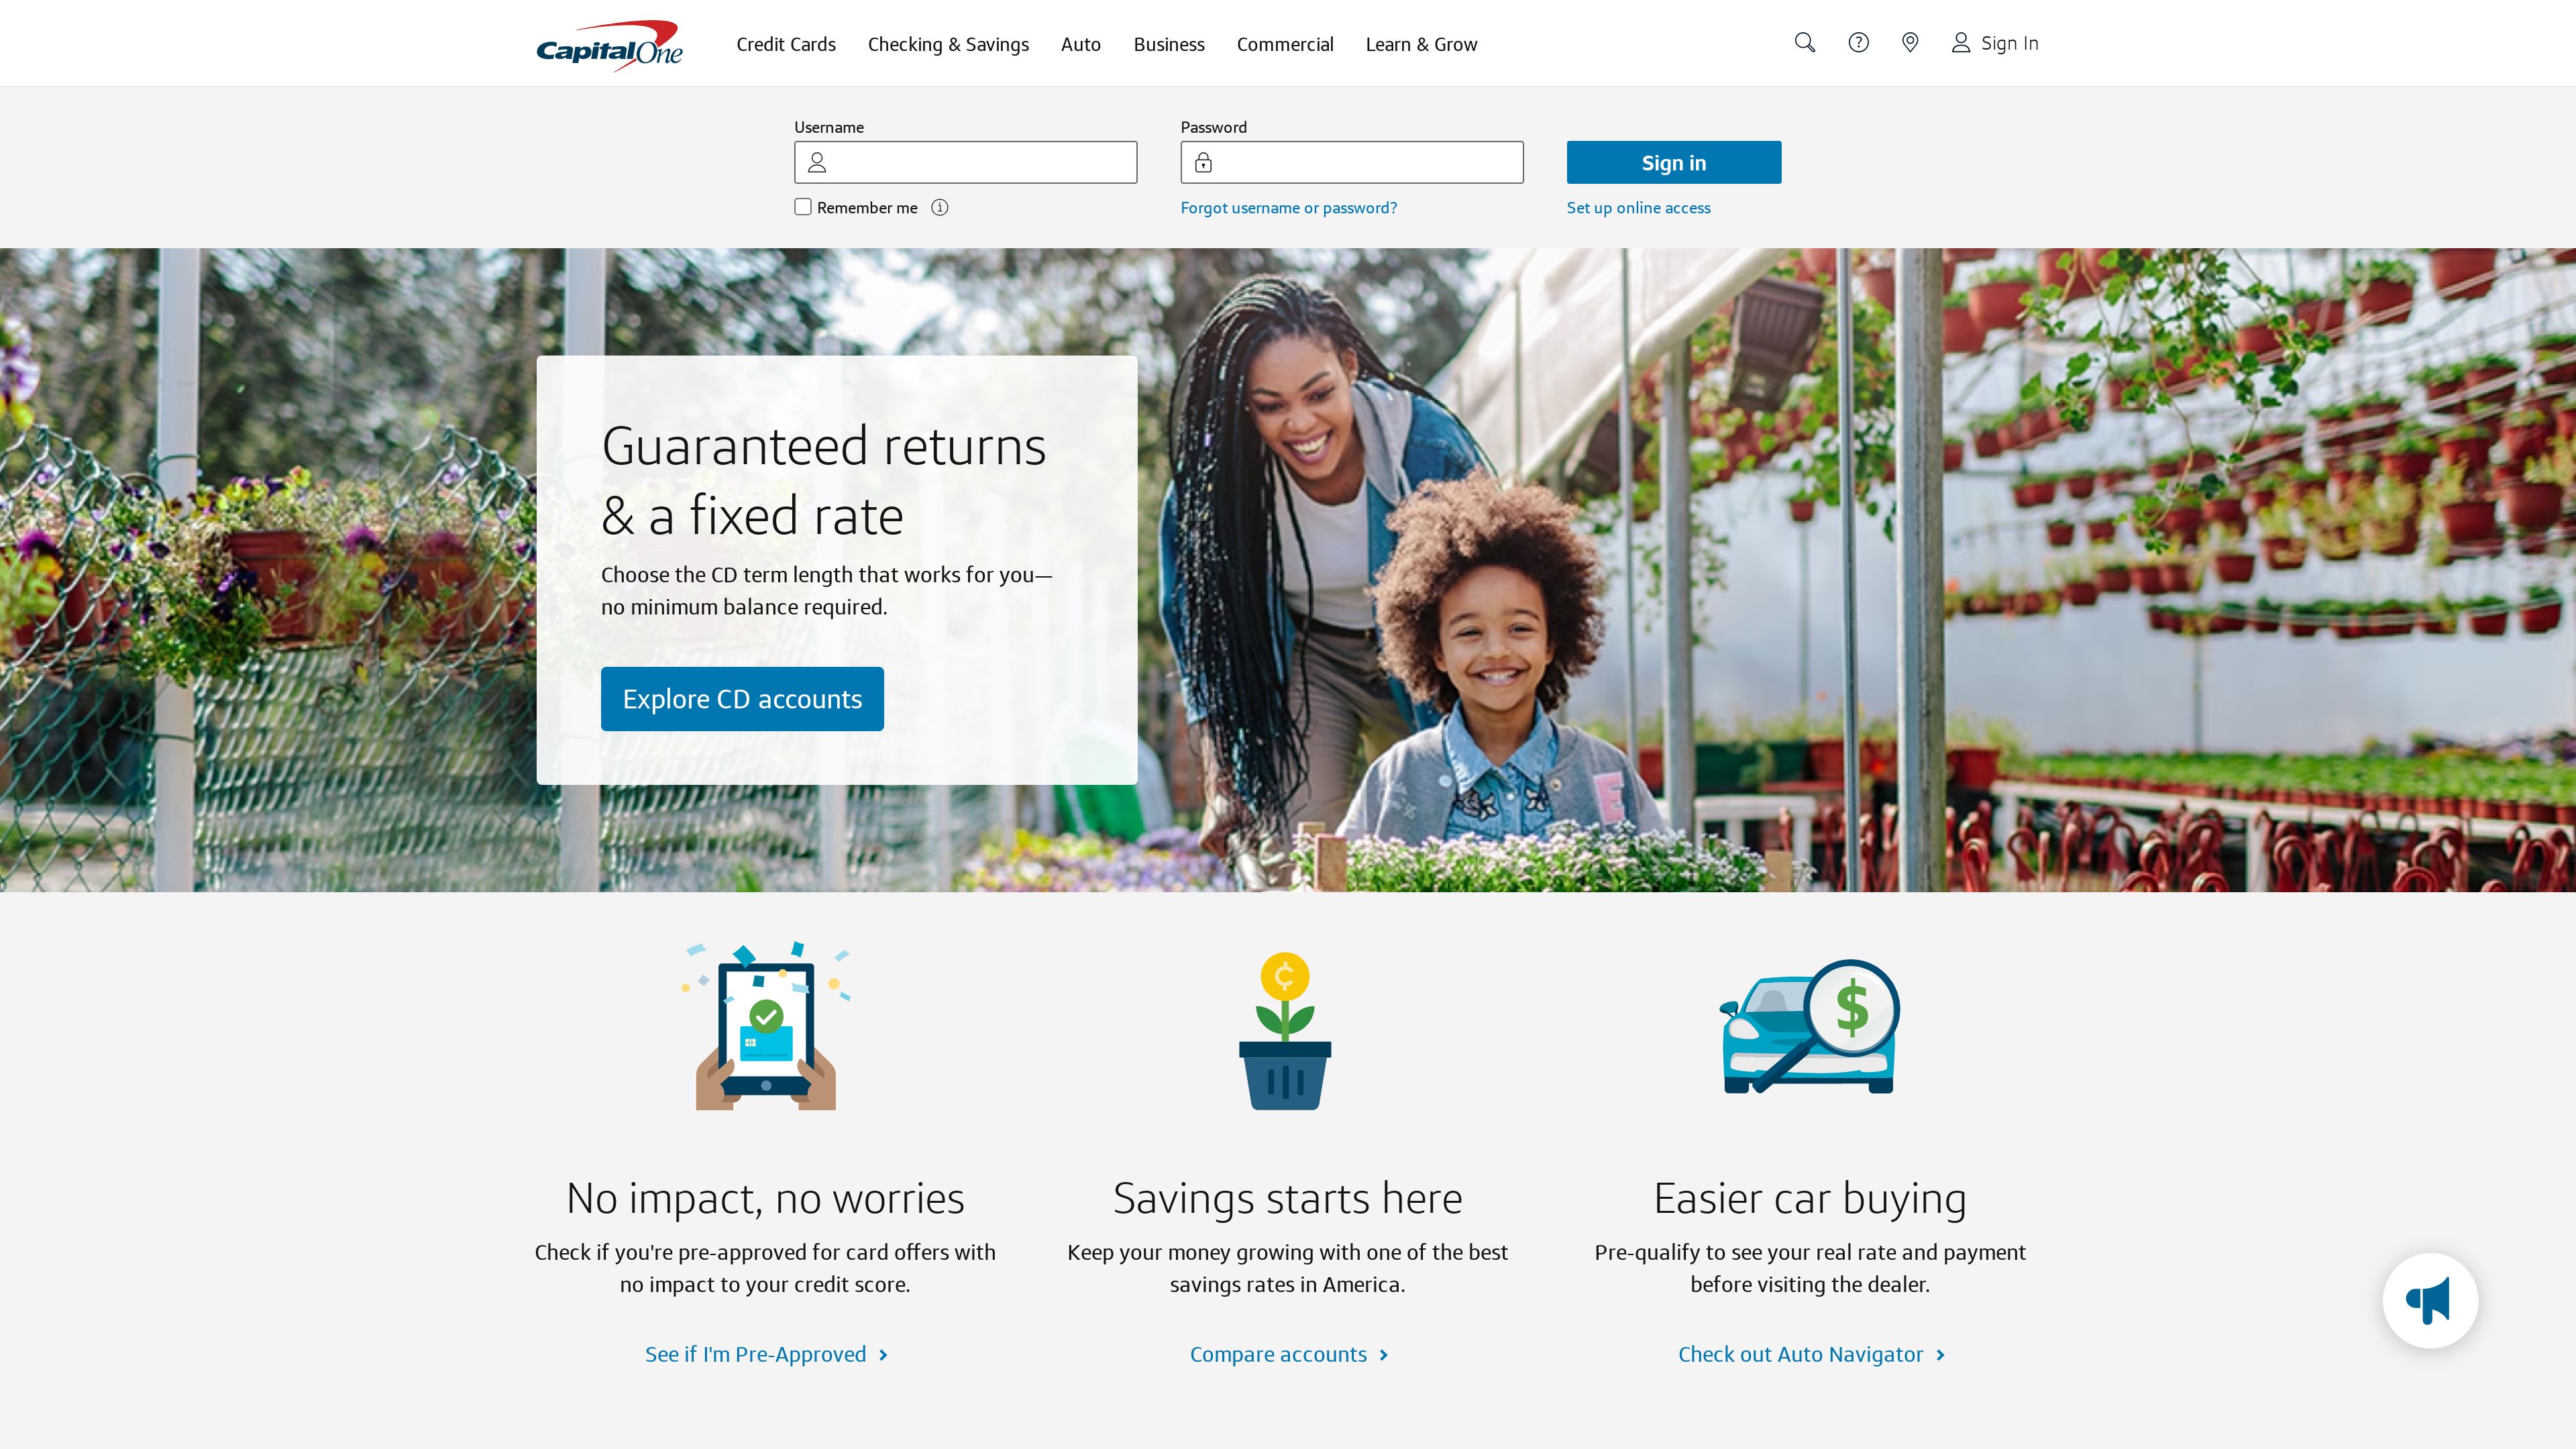 CapitalOne
Credit Cards
Checking & Savings
Auto
Business
Commercial
Learn & Grow
Sign In
Username
Password
Sign in
Remember me
Forgot username or password?
Set up online access
Guaranteed returns
& a fixed rate
Choose the CD term length that works for you—
no minimum balance required.
Explore CD accounts
E
¢
$
No impact, no worries
Check if you're pre-approved for card offers with
no impact to your credit score.
See if I'm Pre-Approved
Savings starts here
Keep your money growing with one of the best
savings rates in America.
Compare accounts
Easier car buying
Pre-qualify to see your real rate and payment
before visiting the dealer.
Check out Auto Navigator